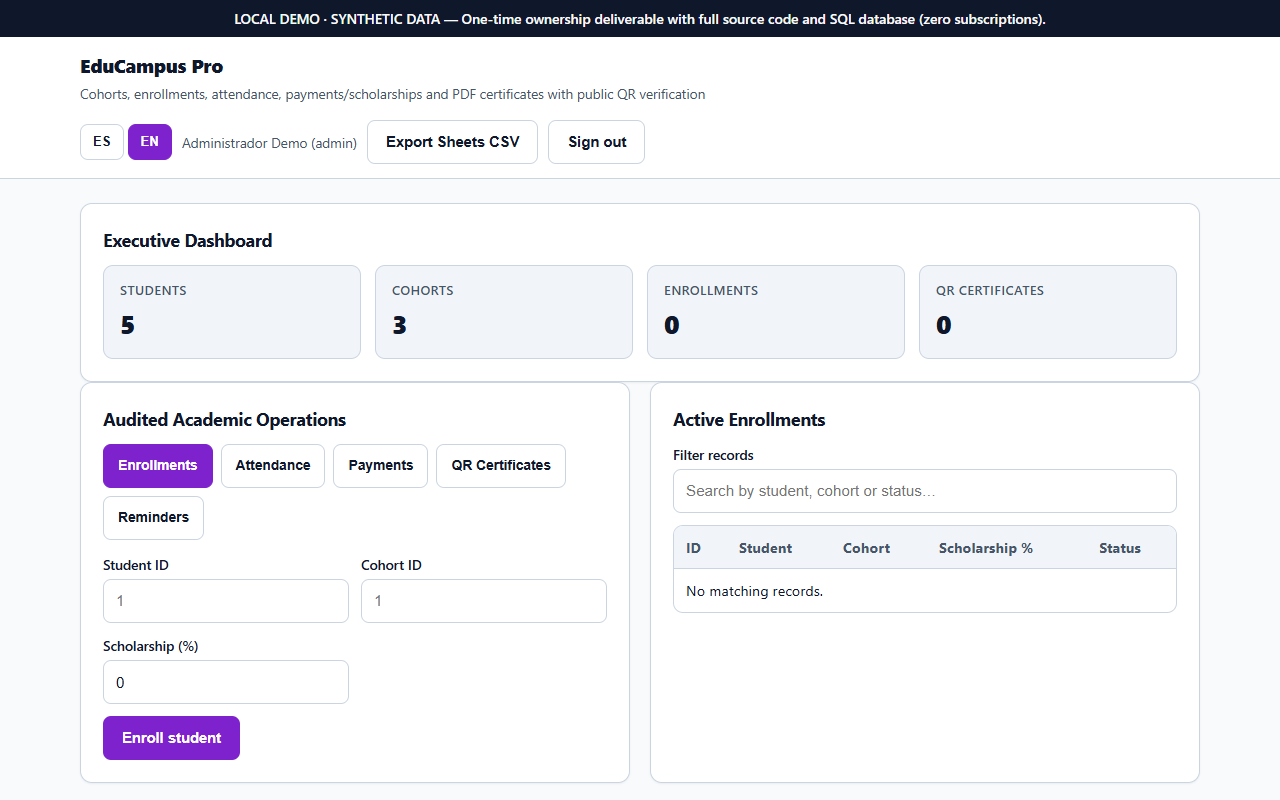 LOCAL DEMO · SYNTHETIC DATA — One-time ownership deliverable with full source code and SQL database (zero subscriptions).
EduCampus Pro
Cohorts, enrollments, attendance, payments/scholarships and PDF certificates with public QR verification
ES EN Administrador Demo (admin) Export Sheets CSV Sign out
Executive Dashboard
STUDENTS COHORTS ENROLLMENTS QR CERTIFICATES
5 3 0 0
Audited Academic Operations
Enrollments Attendance Payments QR Certificates
Reminders
Student ID Cohort ID
1 1
Scholarship (%)
0
Enroll student
Active Enrollments
Filter records
Search by student, cohort or status...
ID Student Cohort Scholarship % Status
No matching records.